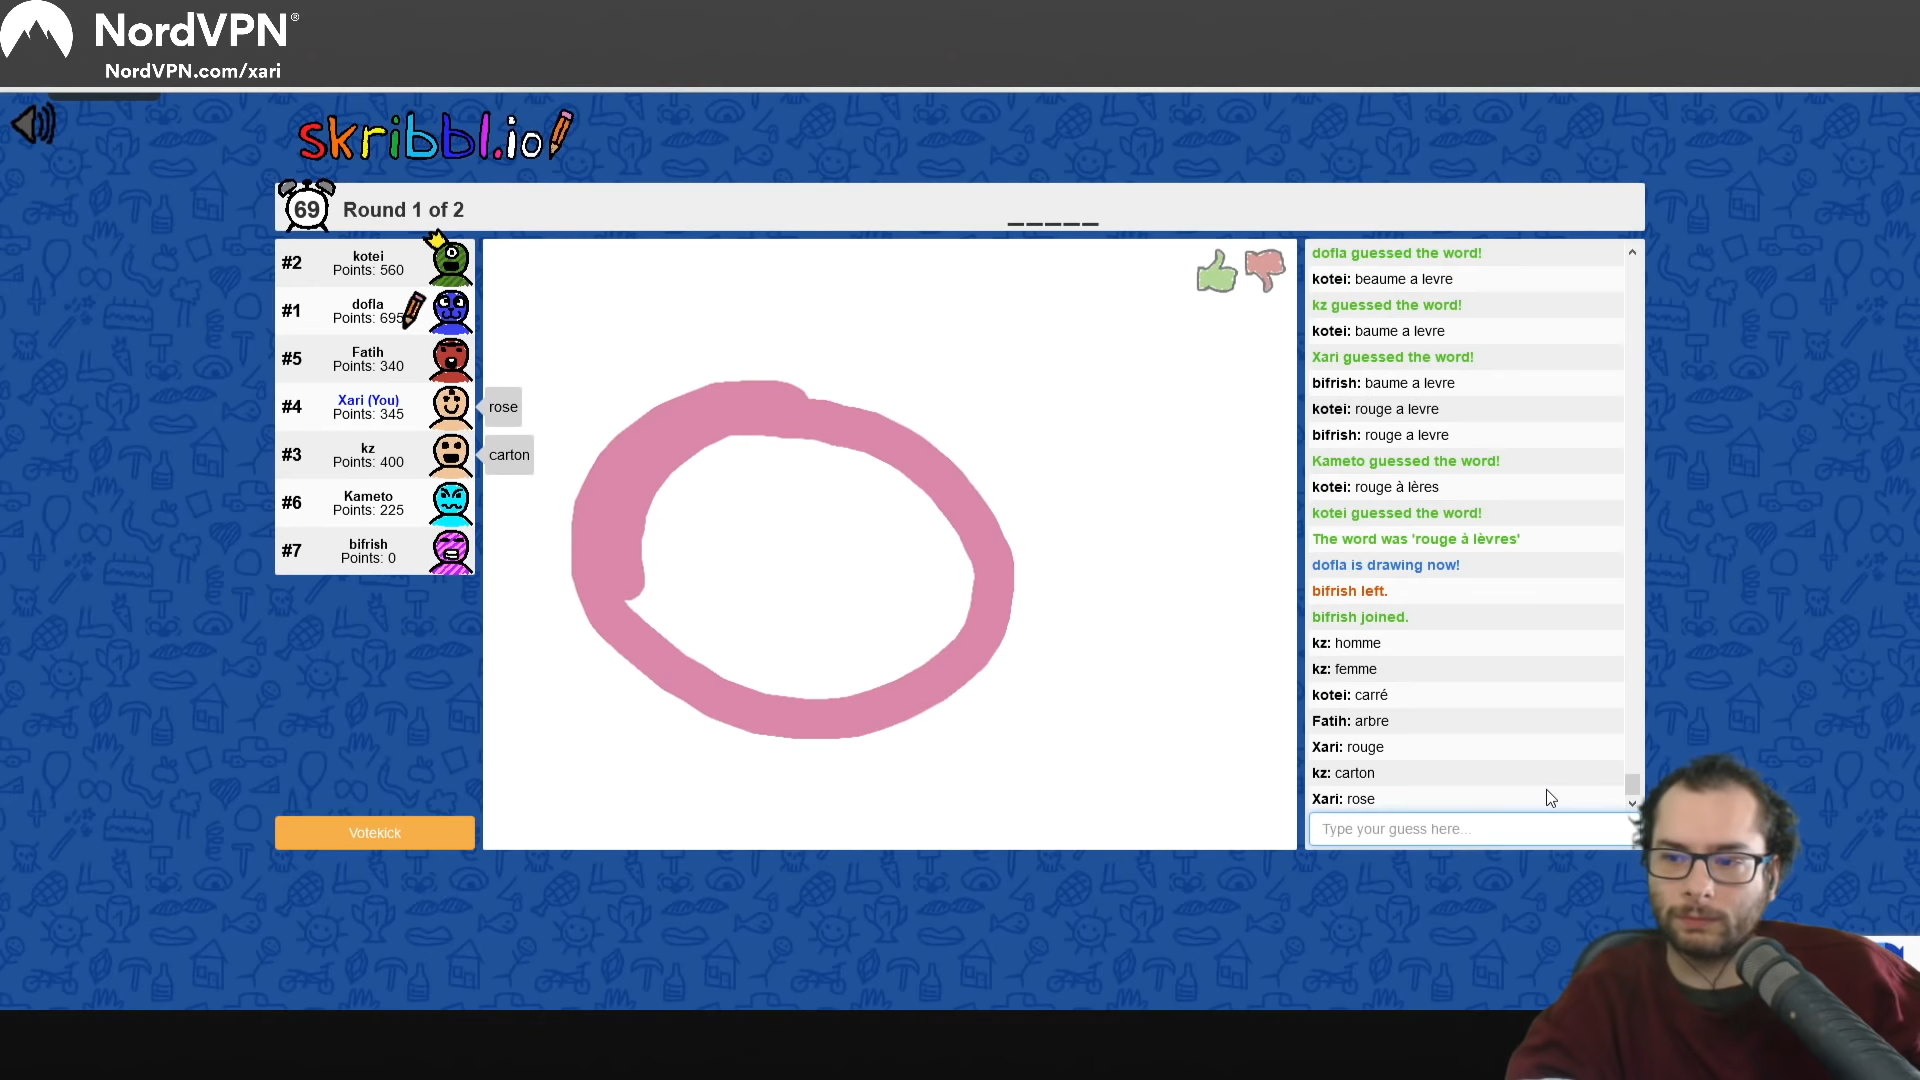 NordVPN®
NordVPN.com/xari
skribbl.io
69
Round 1 of 2
_____
#2
kotei
Points: 560
#1
dofla
Points: 695
#5
Fatih
Points: 340
#4
Xari (You)
Points: 345
rose
#3
kz
Points: 400
carton
#6
Kameto
Points: 225
#7
bifrish
Points: 0
Votekick
dofla guessed the word!
kotei: beaume a levre
kz guessed the word!
kotei: baume a levre
Xari guessed the word!
bifrish: baume a levre
kotei: rouge a levre
bifrish: rouge a levre
Kameto guessed the word!
kotei: rouge à lères
kotei guessed the word!
The word was 'rouge à lèvres'
dofla is drawing now!
bifrish left.
bifrish joined.
kz: homme
kz: femme
kotei: carré
Fatih: arbre
Xari: rouge
kz: carton
Xari: rose
Type your guess here...